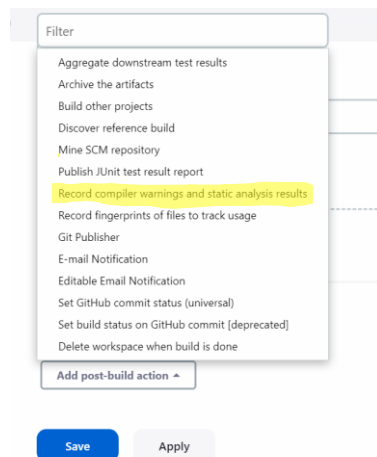 Filter
Aggregate downstream test results
Archive the artifacts
Build other projects
Discover reference build
Mine SCM repository
Publish JUnit test result report
Record compiler warnings and static analysis results
Record fingerprints of files to track usage
Git Publisher
E-mail Notification
Editable Email Notification
Set GitHub commit status (universal)
Set build status on GitHub commit [deprecated]
Delete workspace when build is done
Add post-build action
Save Apply